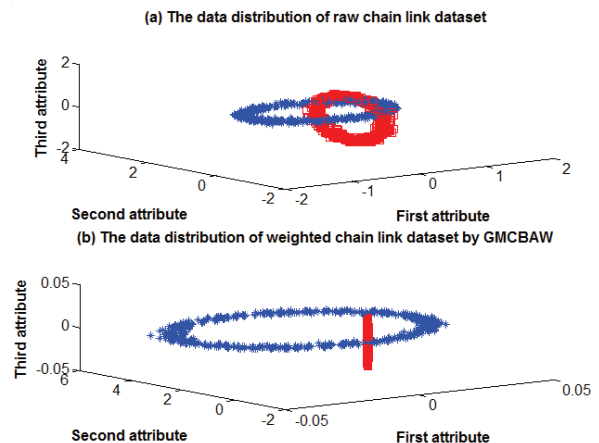 (a) The data distribution of raw chain link dataset
2
0
-2
4
2
0
-2
-2
-1
0
1
2
Third attribute
Second attribute
First attribute
(b) The data distribution of weighted chain link dataset by GMCBAW
0.05
0
-0.05
6
4
2
0
-2
-0.05
0
0.05
Third attribute
Second attribute
First attribute